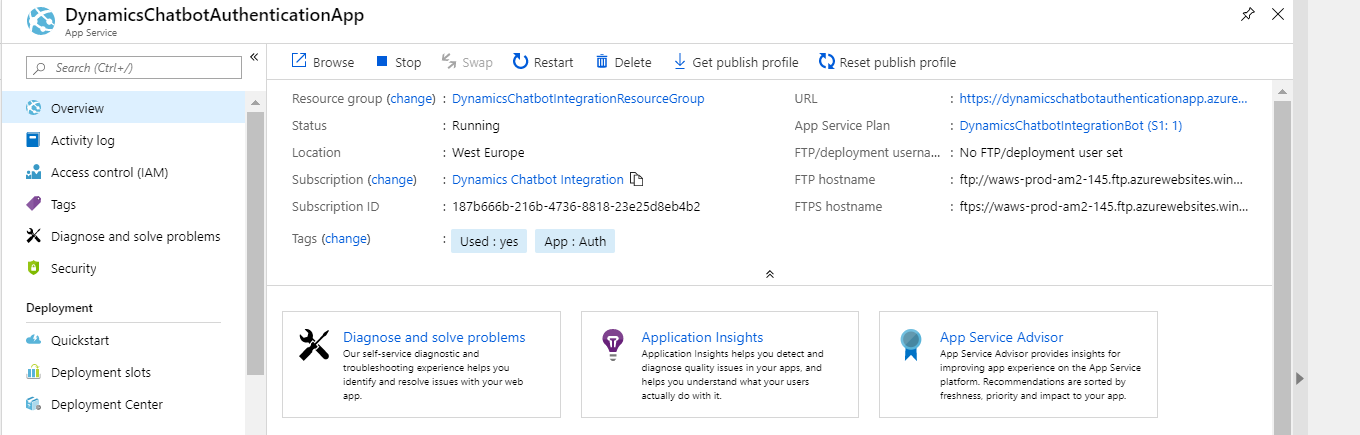 DynamicsChatbotAuthenticationApp
App Service
Search (Ctrl+/)
«
Overview
Activity log
Access control (IAM)
Tags
Diagnose and solve problems
Security
Deployment
Quickstart
Deployment slots
Deployment Center
Browse Stop Swap Restart Delete Get publish profile Reset publish profile
Resource group (change) : DynamicsChatbotIntegrationResourceGroup
Status : Running
Location : West Europe
Subscription (change) : Dynamics Chatbot Integration
Subscription ID : 187b666b-216b-4736-8818-23e25d8eb4b2
Tags (change) : Used : yes App : Auth
URL : https://dynamicschatbotauthenticationapp.azure...
App Service Plan : DynamicsChatbotIntegrationBot (S1: 1)
FTP/deployment userna... : No FTP/deployment user set
FTP hostname : ftp://waws-prod-am2-145.ftp.azurewebsites.win...
FTPS hostname : ftps://waws-prod-am2-145.ftp.azurewebsites.win...
Diagnose and solve problems
Our self-service diagnostic and
troubleshooting experience helps you
identify and resolve issues with your web
app.
Application Insights
Application Insights helps you detect and
diagnose quality issues in your apps, and
helps you understand what your users
actually do with it.
App Service Advisor
App Service Advisor provides insights for
improving app experience on the App Service
platform. Recommendations are sorted by
freshness, priority and impact to your app.